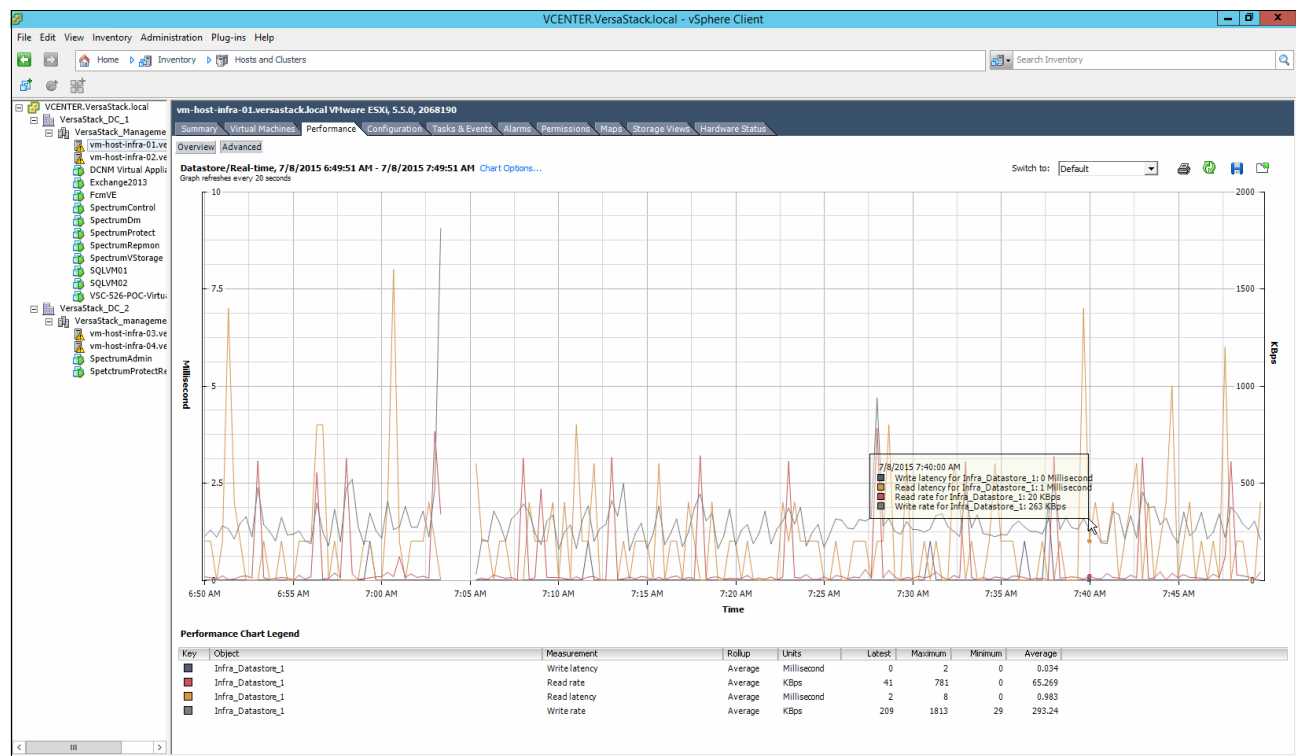 VCENTER.VersaStack.local - vSphere Client
File Edit View Inventory Administration Plug-ins Help
Home Inventory Hosts and Clusters
Search Inventory
VCENTER.VersaStack.local
VersaStack_DC_1
VersaStack_Manageme
vm-host-infra-01.ve
vm-host-infra-02.ve
DCNM Virtual Applia
Exchange2013
FcmVE
SpectrumControl
SpectrumDm
SpectrumProtect
SpectrumRepmon
SpectrumVStorage
SQLVM01
SQLVM02
VSC-526-POC-Virtu
VersaStack_DC_2
VersaStack_manageme
vm-host-infra-03.ve
vm-host-infra-04.ve
SpectrumAdmin
SpetctrumProtectRe
vm-host-infra-01.versastack.local VMware ESXi, 5.5.0, 2068190
Summary Virtual Machines Performance Configuration Tasks & Events Alarms Permissions Maps Storage Views Hardware Status
Overview Advanced
Datastore/Real-time, 7/8/2015 6:49:51 AM - 7/8/2015 7:49:51 AM Chart Options...
Graph refreshes every 20 seconds
Switch to: Default
10 2000
7.5 1500
5 1000
2.5 500
0 0
Millisecond
KBps
7/8/2015 7:40:00 AM
Write latency for Infra_Datastore_1: 0 Millisecond
Read latency for Infra_Datastore_1: 1 Millisecond
Read rate for Infra_Datastore_1: 20 KBps
Write rate for Infra_Datastore_1: 263 KBps
6:50 AM 6:55 AM 7:00 AM 7:05 AM 7:10 AM 7:15 AM 7:20 AM 7:25 AM 7:30 AM 7:35 AM 7:40 AM 7:45 AM
Time
Performance Chart Legend
Key Object Measurement Rollup Units Latest Maximum Minimum Average
Infra_Datastore_1 Write latency Average Millisecond 0 2 0 0.034
Infra_Datastore_1 Read rate Average KBps 41 781 0 65.269
Infra_Datastore_1 Read latency Average Millisecond 2 8 0 0.983
Infra_Datastore_1 Write rate Average KBps 209 1813 29 293.24